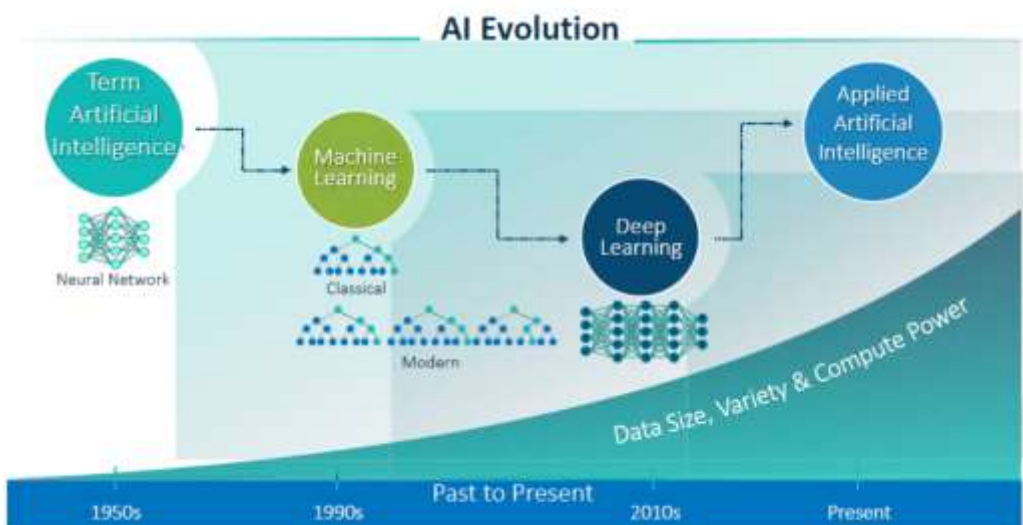 AI Evolution
Term
Artificial
Intelligence
Neural Network
Machine
Learning
Classical
Modern
Deep
Learning
Applied
Artificial
Intelligence
Data Size, Variety & Compute Power
Past to Present
1950s
1990s
2010s
Present